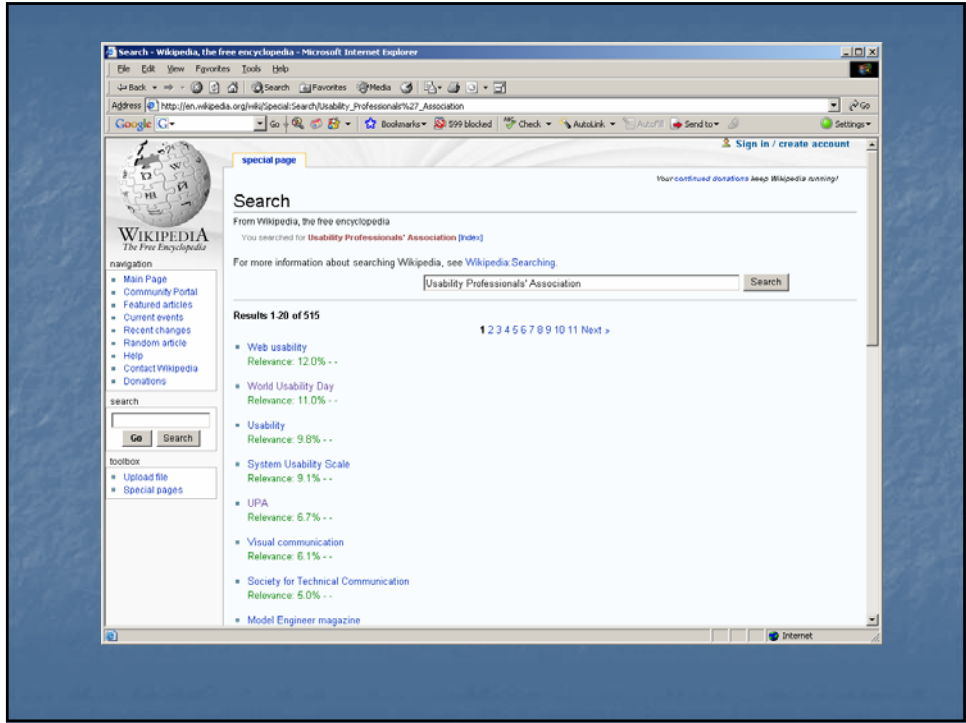 Search - Wikipedia, the free encyclopedia - Microsoft Internet Explorer
File Edit View Favorites Tools Help
Back Search Favorites Media
Address http://en.wikipedia.org/wiki/Special:Search/Usability_Professionals%27_Association Go
Google G Go Bookmarks 599 blocked Check AutoLink AutoFill Send to Settings
Sign in / create account
special page
Your continued donations keep Wikipedia running!
Search
From Wikipedia, the free encyclopedia
You searched for Usability Professionals' Association [Index]
For more information about searching Wikipedia, see Wikipedia:Searching.
Usability Professionals' Association Search
Results 1-20 of 515
1 2 3 4 5 6 7 8 9 10 11 Next »
Web usability
Relevance: 12.0% - -
World Usability Day
Relevance: 11.0% - -
Usability
Relevance: 9.8% - -
System Usability Scale
Relevance: 9.1% - -
UPA
Relevance: 6.7% - -
Visual communication
Relevance: 6.1% - -
Society for Technical Communication
Relevance: 5.0% - -
Model Engineer magazine
WIKIPEDIA
The Free Encyclopedia
navigation
Main Page
Community Portal
Featured articles
Current events
Recent changes
Random article
Help
Contact Wikipedia
Donations
search
Go Search
toolbox
Upload file
Special pages
Internet